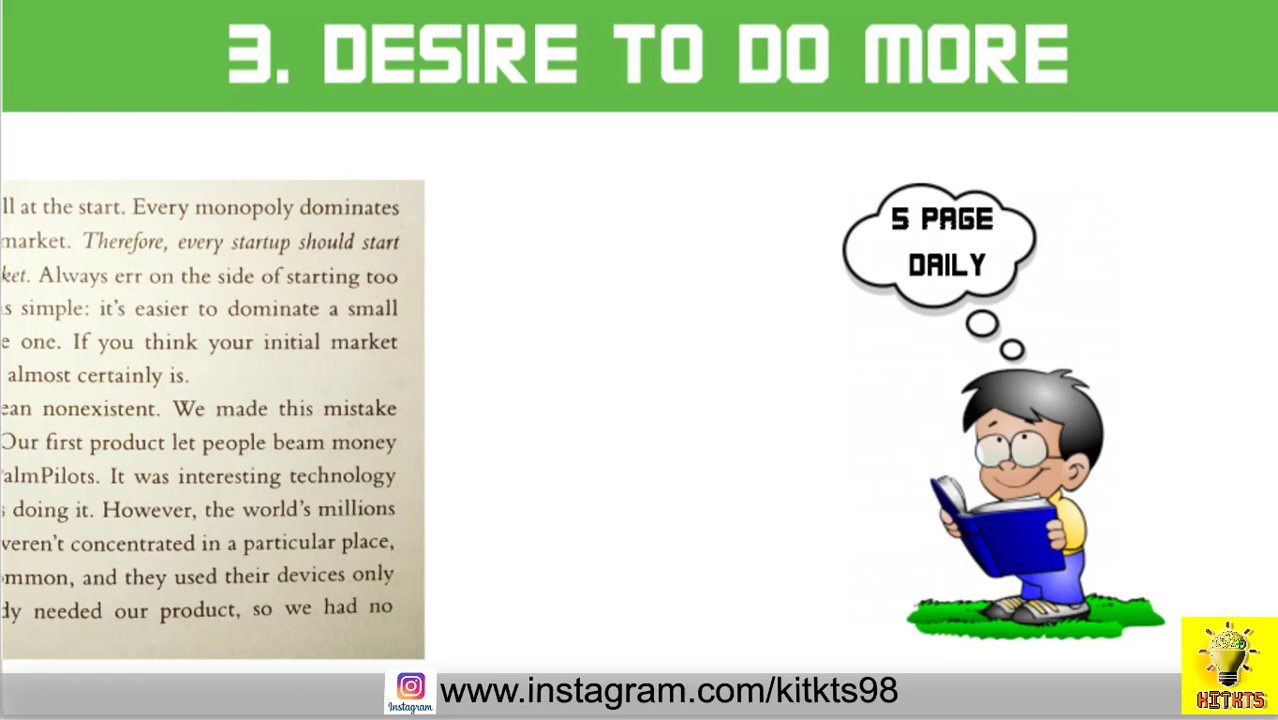 3. DESIRE TO DO MORE
ll at the start. Every monopoly dominates
market. Therefore, every startup should start
ket. Always err on the side of starting too
s simple: it's easier to dominate a small
e one. If you think your initial market
almost certainly is.
ean nonexistent. We made this mistake
Our first product let people beam money
almPilots. It was interesting technology
s doing it. However, the world's millions
weren't concentrated in a particular place,
ommon, and they used their devices only
dy needed our product, so we had no
5 PAGE
DAILY
Instagram
www.instagram.com/kitkts98
KITKTS